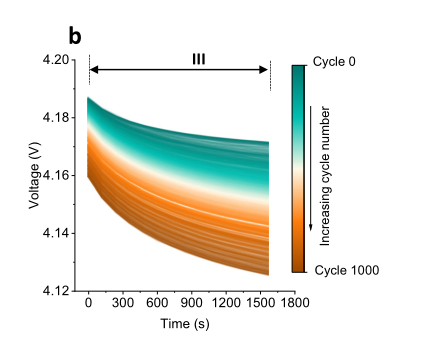 b
III
4.20
4.18
4.16
4.14
4.12
Voltage (V)
0 300 600 900 1200 1500 1800
Time (s)
Cycle 0
Increasing cycle number
Cycle 1000